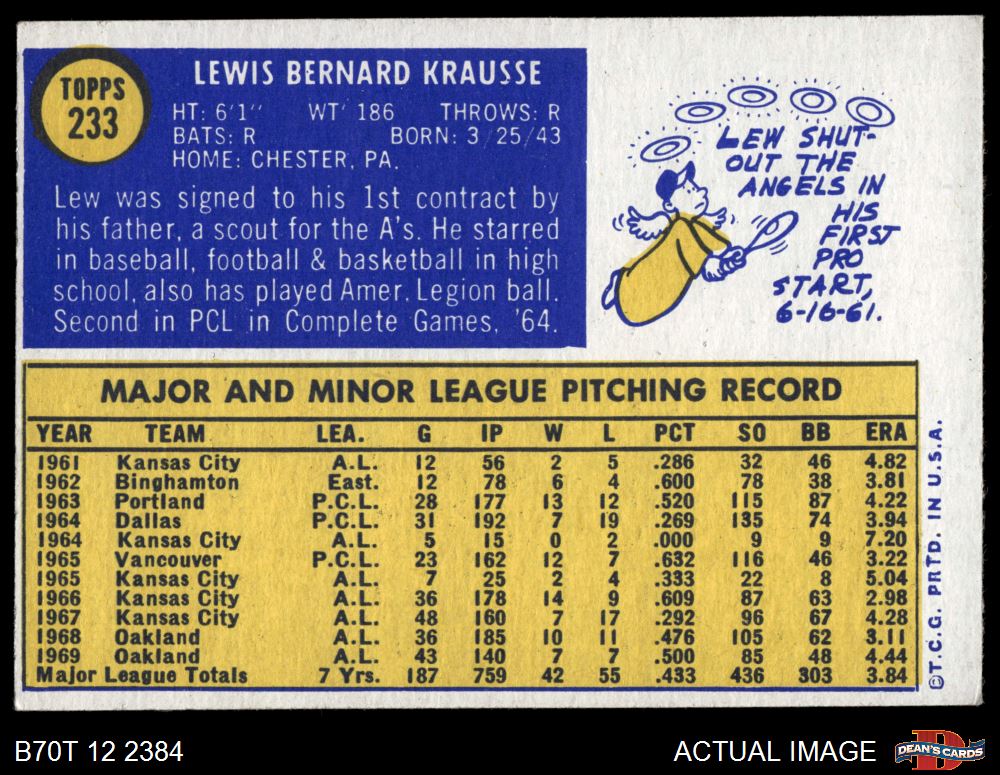 TOPPS
233
LEWIS BERNARD KRAUSSE
HT: 6'1" WT' 186 THROWS: R
BATS: R BORN: 3/25/43
HOME: CHESTER, PA.
Lew was signed to his 1st contract by
his father, a scout for the A's. He starred
in baseball, football & basketball in high
school, also has played Amer. Legion ball.
Second in PCL in Complete Games, '64.
LEW SHUT-
OUT THE
ANGELS IN
HIS
FIRST
PRO
START,
6-16-61.
MAJOR AND MINOR LEAGUE PITCHING RECORD
YEAR TEAM LEA. G IP W L PCT SO BB ERA
1961 Kansas City A.L. 12 56 2 5 .286 32 46 4.82
1962 Binghamton East. 12 78 6 4 .600 78 38 3.81
1963 Portland P.C.L. 28 177 13 12 .520 115 87 4.22
1964 Dallas P.C.L. 31 192 7 19 .269 135 74 3.94
1964 Kansas City A.L. 5 15 0 2 .000 9 9 7.20
1965 Vancouver P.C.L. 23 162 12 7 .632 116 46 3.22
1965 Kansas City A.L. 7 25 2 4 .333 22 8 5.04
1966 Kansas City A.L. 36 178 14 9 .609 87 63 2.98
1967 Kansas City A.L. 48 160 7 17 .292 96 67 4.28
1968 Oakland A.L. 36 185 10 11 .476 105 62 3.11
1969 Oakland A.L. 43 140 7 7 .500 85 48 4.44
Major League Totals 7 Yrs. 187 759 42 55 .433 436 303 3.84
©T.C.G. PRTD. IN U.S.A.
B70T 12 2384
ACTUAL IMAGE
DEAN'S CARDS